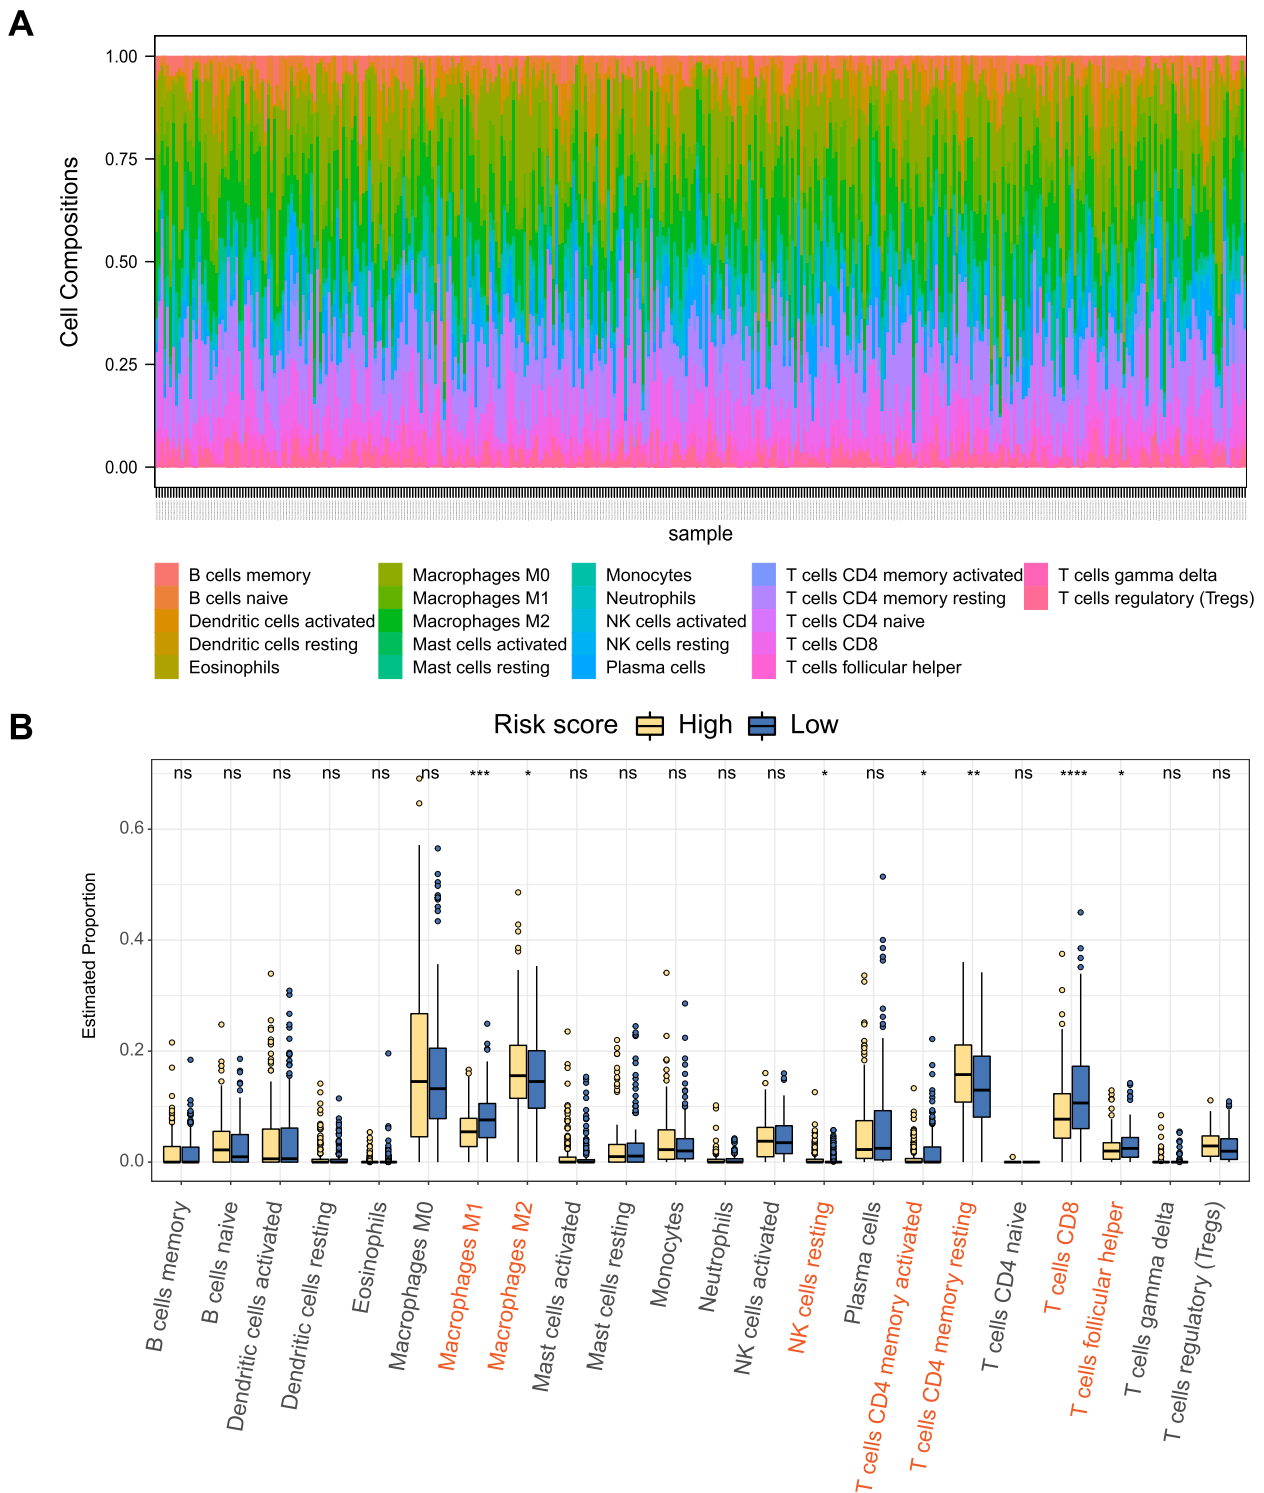 A
1.00
0.75
0.50
0.25
0.00
Cell Compositions
sample
B cells memory
B cells naive
Dendritic cells activated
Dendritic cells resting
Eosinophils
Macrophages M0
Macrophages M1
Macrophages M2
Mast cells activated
Mast cells resting
Monocytes
Neutrophils
NK cells activated
NK cells resting
Plasma cells
T cells CD4 memory activated
T cells CD4 memory resting
T cells CD4 naive
T cells CD8
T cells follicular helper
T cells gamma delta
T cells regulatory (Tregs)
B
Risk score High Low
ns ns ns ns ns ns *** * ns ns ns ns ns * ns * ** ns **** * ns ns
0.6
0.4
0.2
0.0
Estimated Proportion
B cells memory
B cells naive
Dendritic cells activated
Dendritic cells resting
Eosinophils
Macrophages M0
Macrophages M1
Macrophages M2
Mast cells activated
Mast cells resting
Monocytes
Neutrophils
NK cells activated
NK cells resting
Plasma cells
T cells CD4 memory activated
T cells CD4 memory resting
T cells CD4 naive
T cells CD8
T cells follicular helper
T cells gamma delta
T cells regulatory (Tregs)